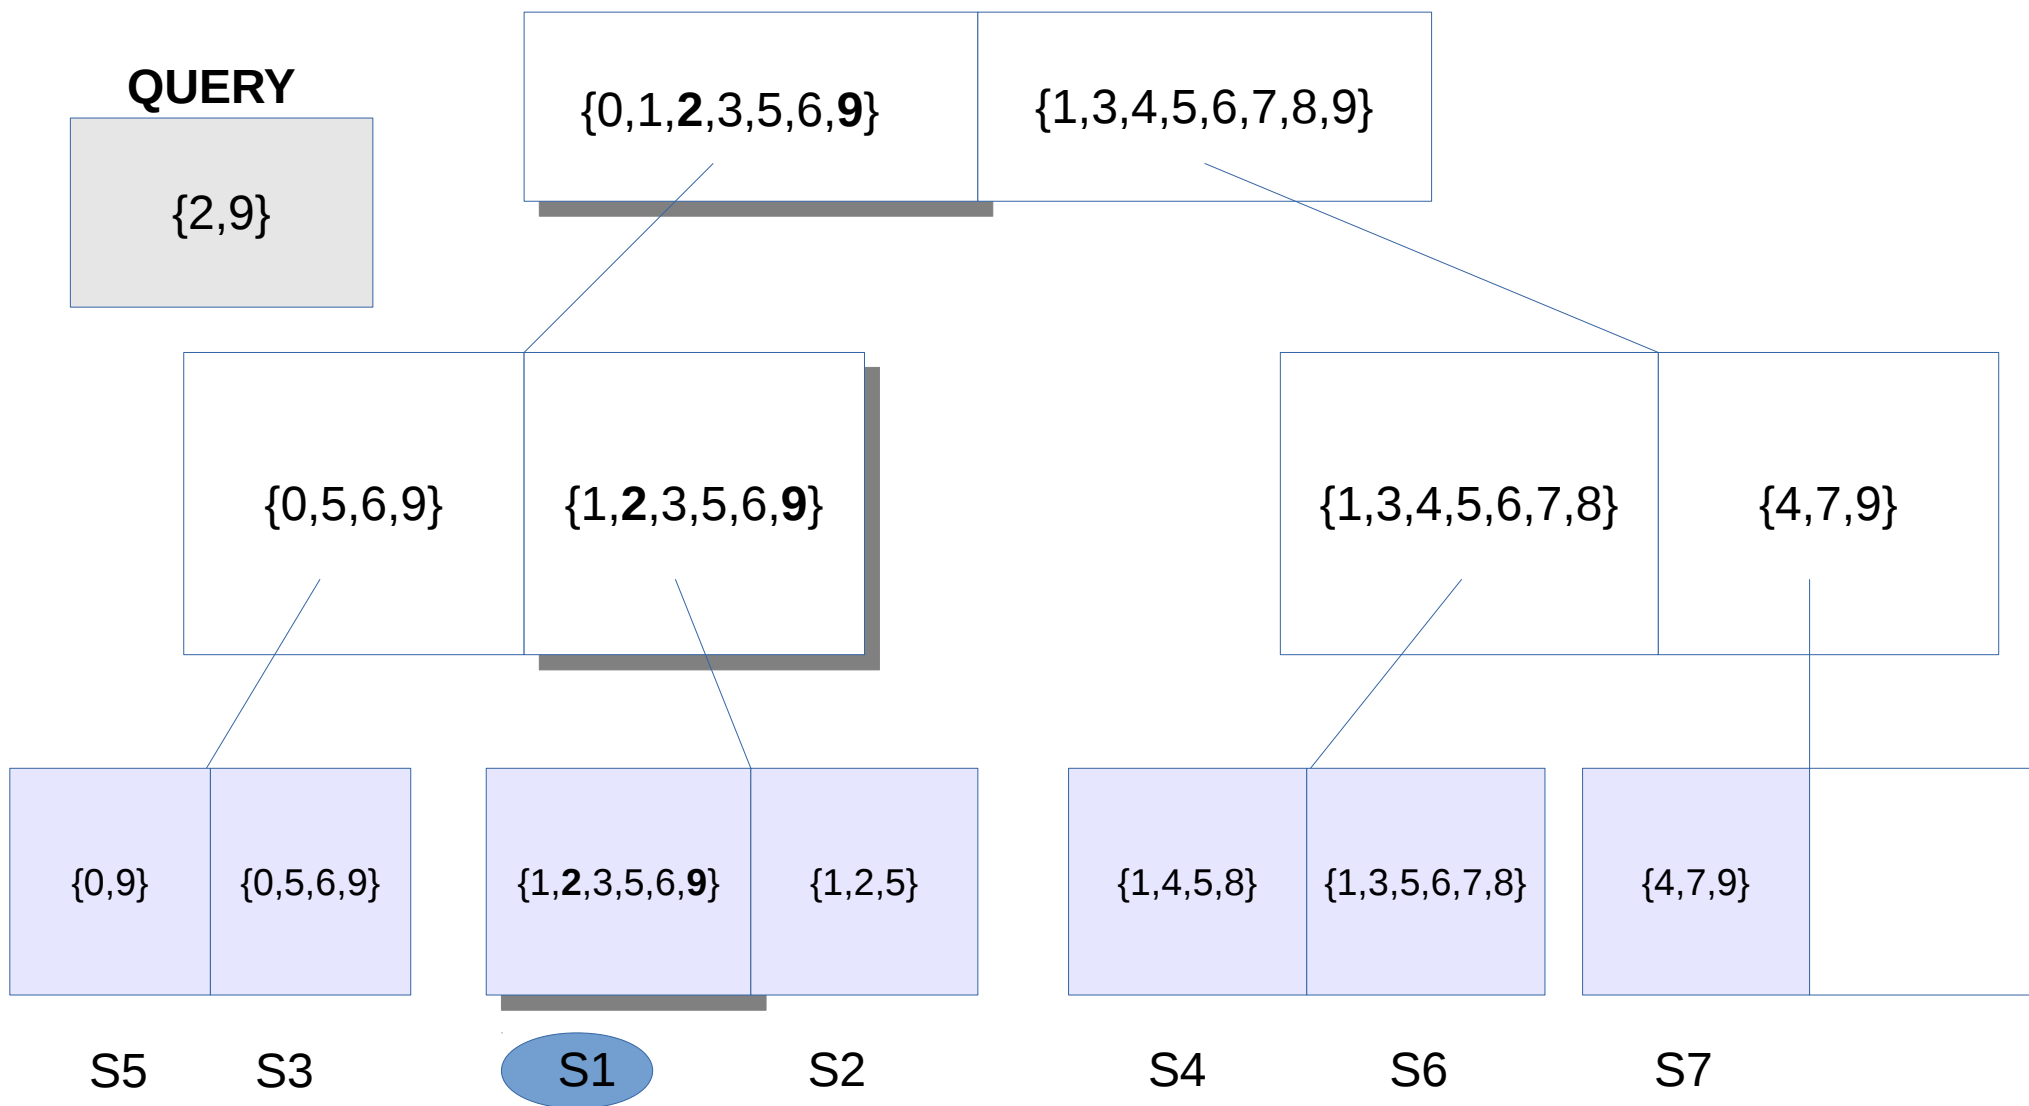 QUERY
{2,9}
{0,1,2,3,5,6,9} {1,3,4,5,6,7,8,9}
{0,5,6,9} {1,2,3,5,6,9} {1,3,4,5,6,7,8} {4,7,9}
{0,9} {0,5,6,9} {1,2,3,5,6,9} {1,2,5} {1,4,5,8} {1,3,5,6,7,8} {4,7,9}
S5 S3 S1 S2 S4 S6 S7